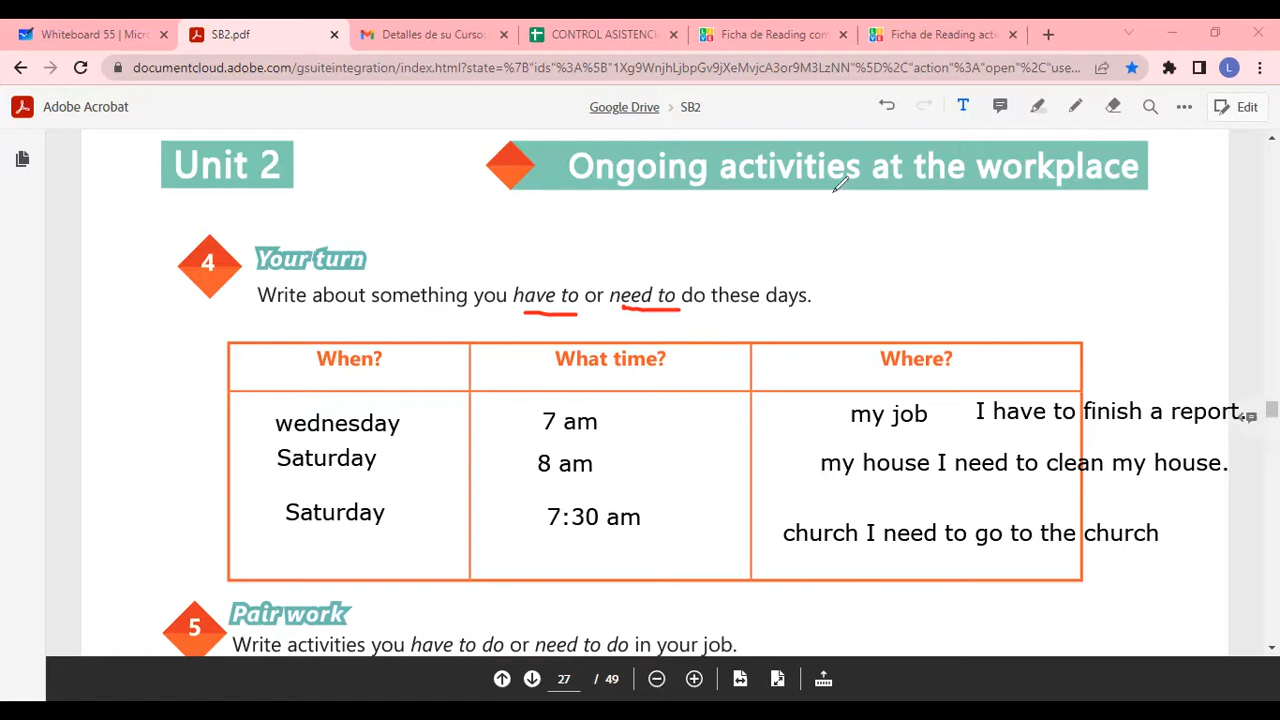 Whiteboard 55 | Micr
SB2.pdf
Detalles de su Curso
CONTROL ASISTENCI
Ficha de Reading com
Ficha de Reading acti
documentcloud.adobe.com/gsuiteintegration/index.html?state=%7B"ids"%3A%5B"1Xg9WnjhLjbpGv9jXeMvjcA3or9M3LzNN"%5D%2C"action"%3A"open"%2C"use...
L
Adobe Acrobat
Google Drive > SB2
T
Edit
Unit 2
Ongoing activities at the workplace
4 Your turn
Write about something you have to or need to do these days.
When? What time? Where?
wednesday 7 am my job I have to finish a report.
Saturday 8 am my house I need to clean my house.
Saturday 7:30 am church I need to go to the church
5 Pair work
Write activities you have to do or need to do in your job.
27 / 49